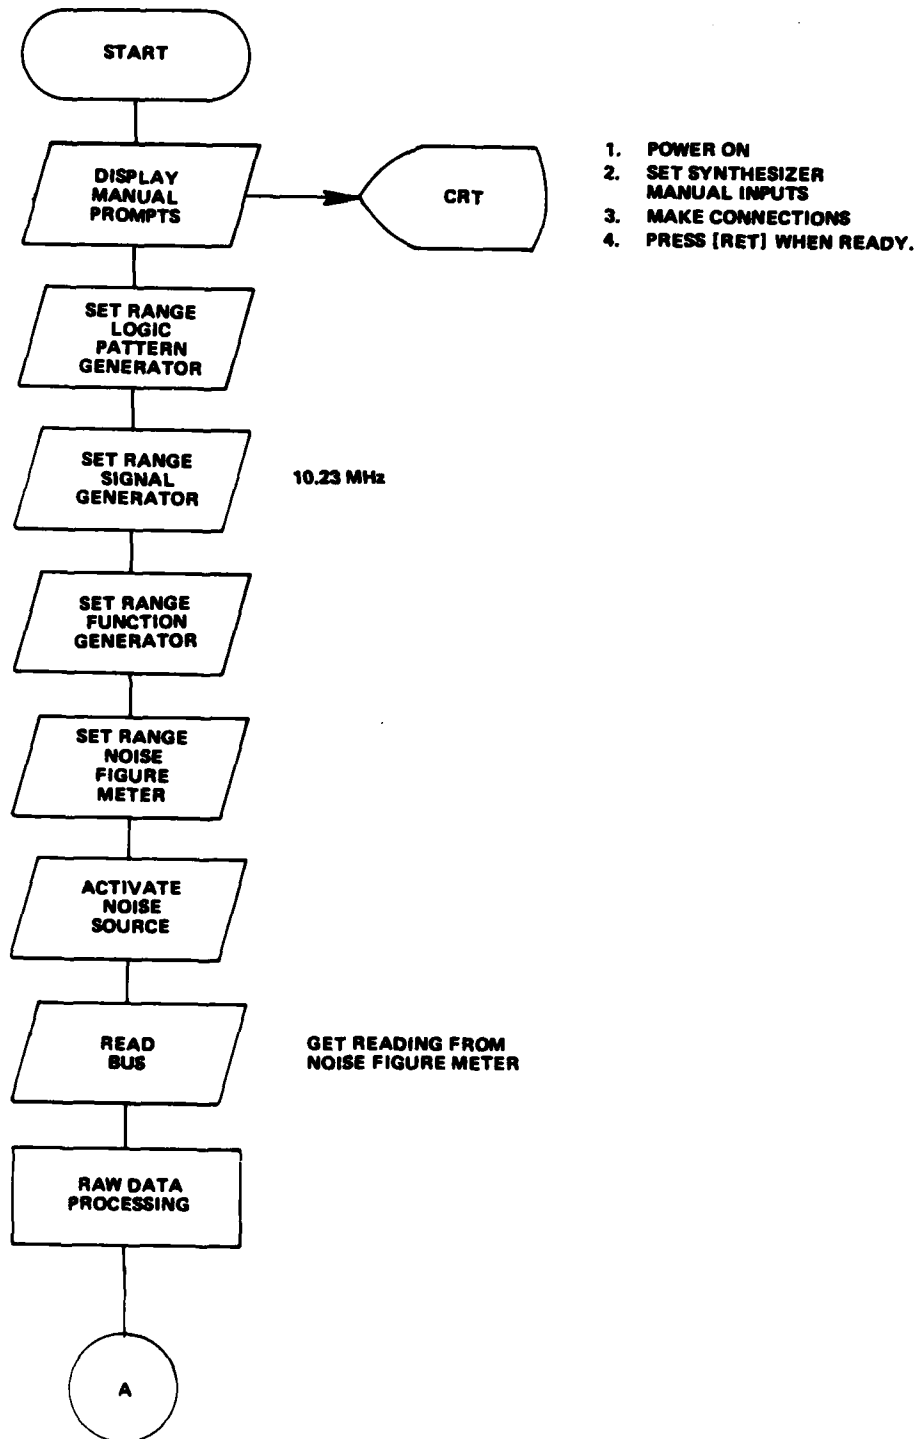 START
DISPLAY
MANUAL
PROMPTS
CRT
1. POWER ON
2. SET SYNTHESIZER
MANUAL INPUTS
3. MAKE CONNECTIONS
4. PRESS [RET] WHEN READY.
SET RANGE
LOGIC
PATTERN
GENERATOR
SET RANGE
SIGNAL
GENERATOR
10.23 MHz
SET RANGE
FUNCTION
GENERATOR
SET RANGE
NOISE
FIGURE
METER
ACTIVATE
NOISE
SOURCE
READ
BUS
GET READING FROM
NOISE FIGURE METER
RAW DATA
PROCESSING
A